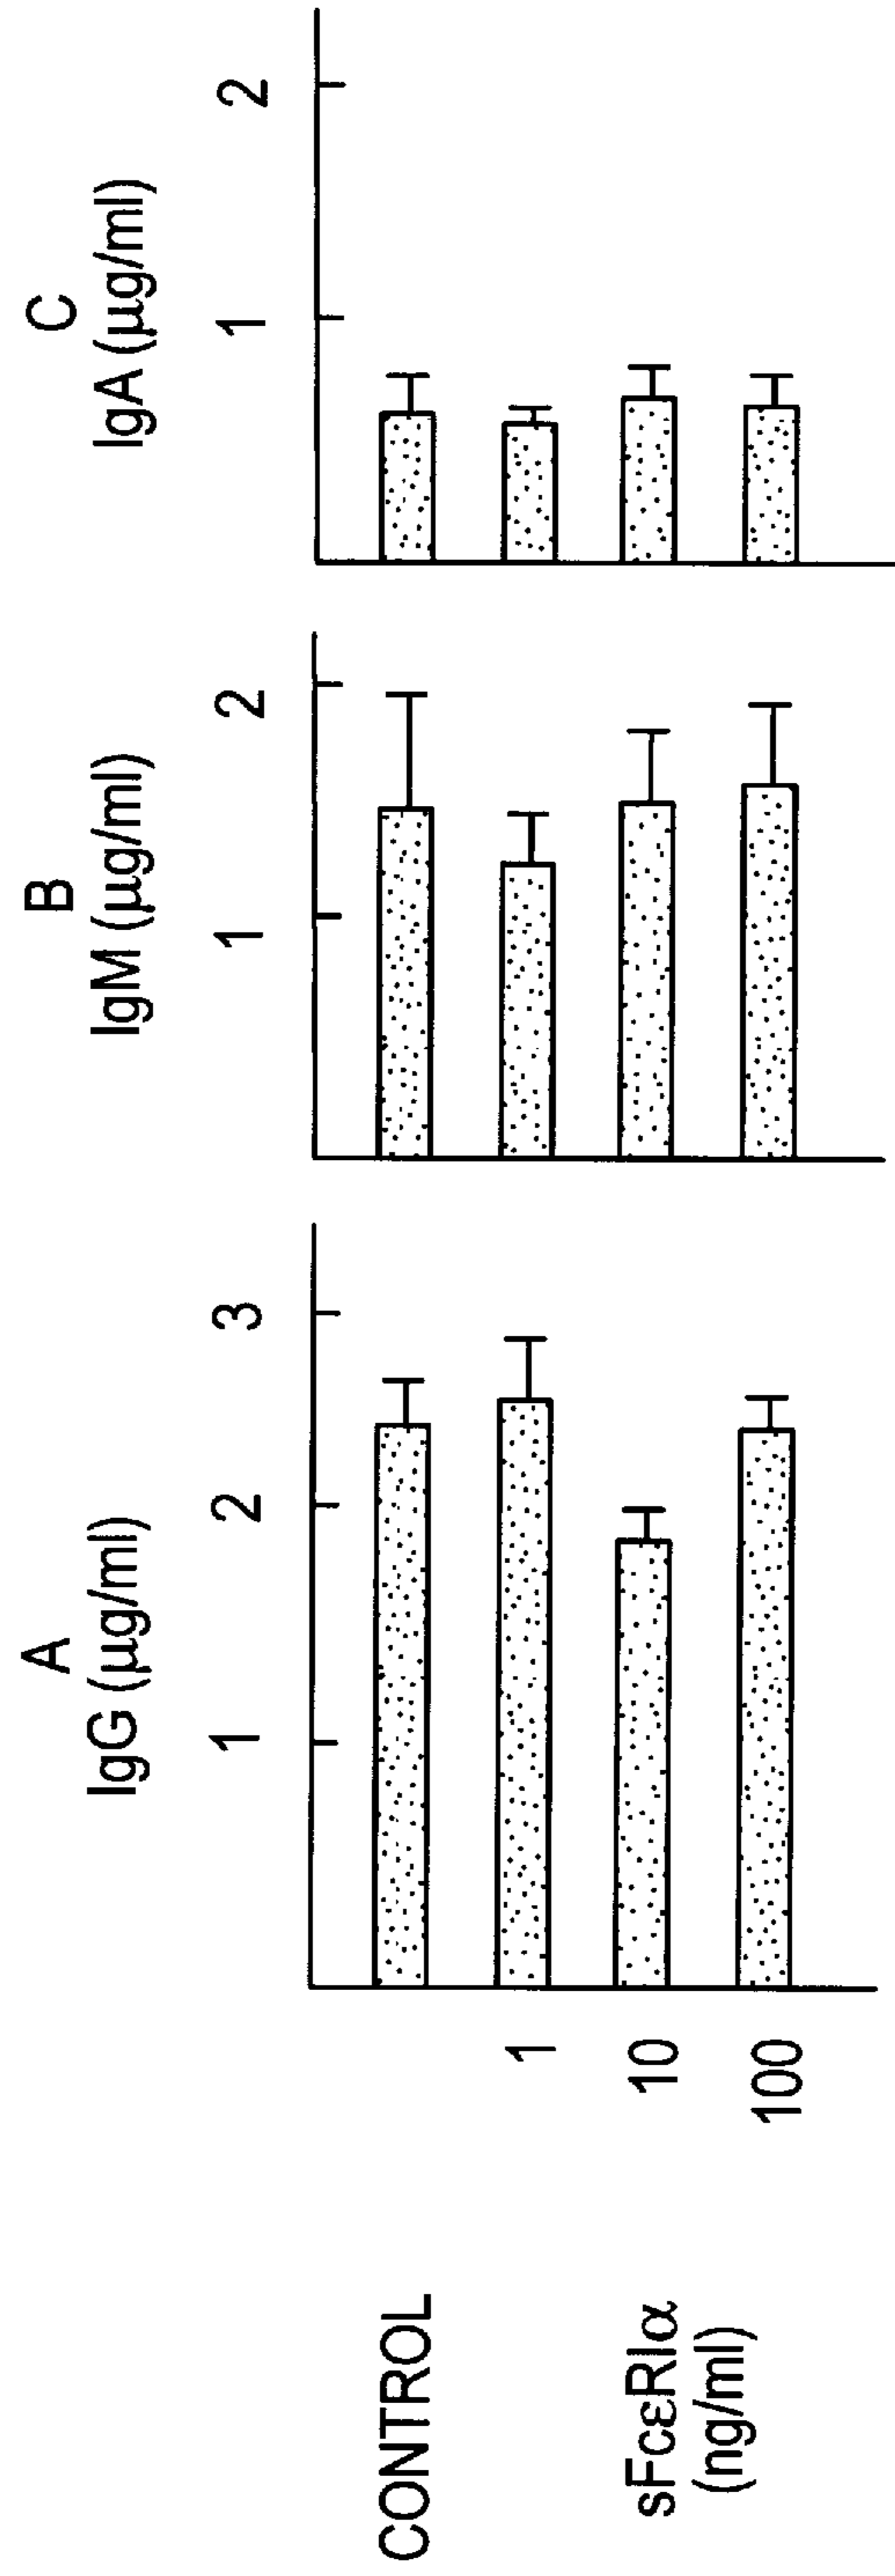 A
IgG (μg/ml)
1
2
3
B
IgM (μg/ml)
1
2
C
IgA (μg/ml)
1
2
CONTROL
sFcεRIα
(ng/ml)
1
10
100